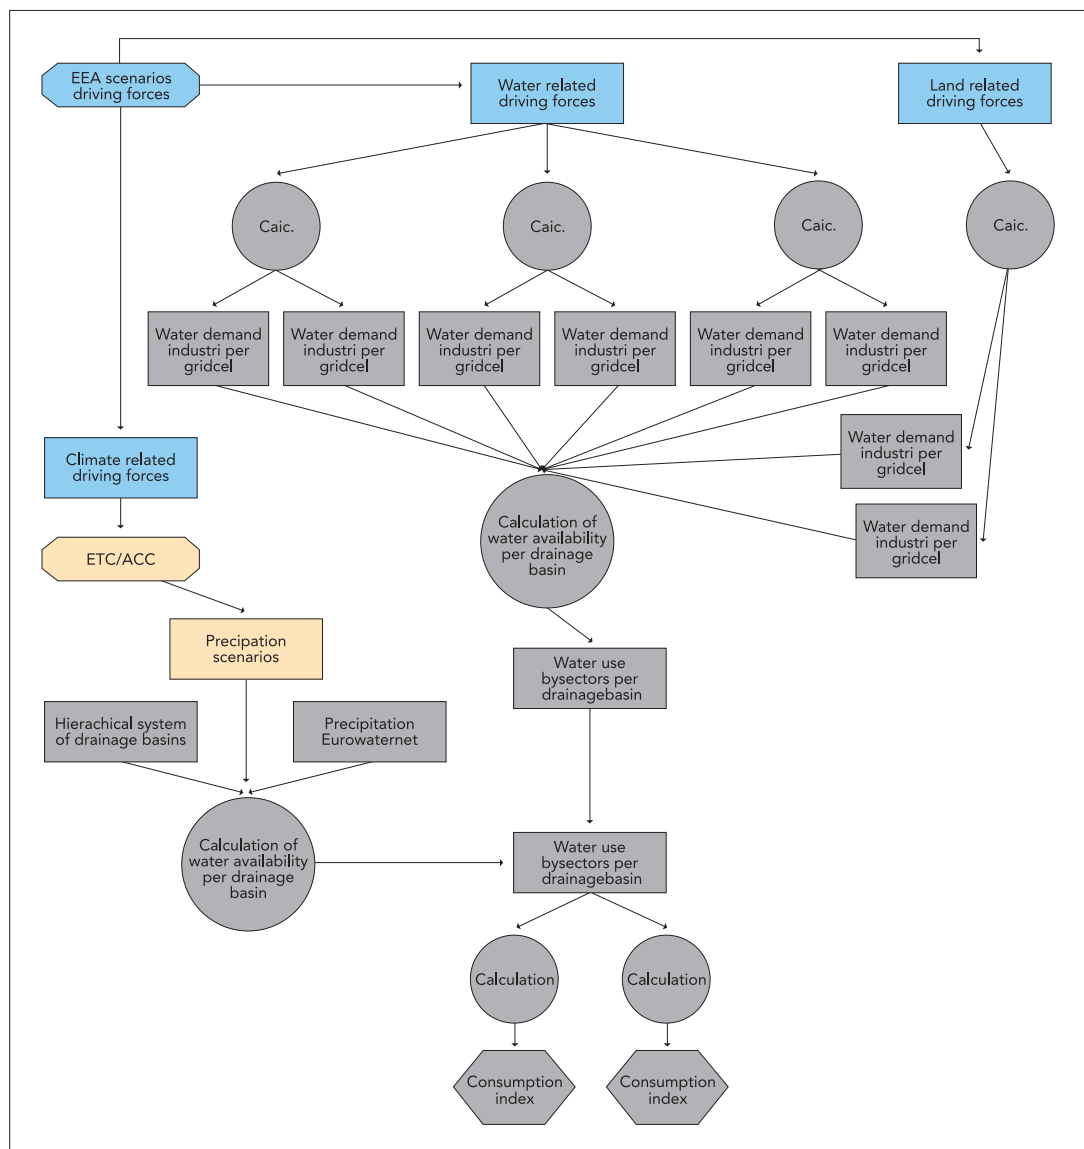 EEA scenarios
driving forces
Water related
driving forces
Land related
driving forces
Caic.
Caic.
Caic.
Caic.
Water demand
industri per
gridcel
Water demand
industri per
gridcel
Water demand
industri per
gridcel
Water demand
industri per
gridcel
Water demand
industri per
gridcel
Water demand
industri per
gridcel
Water demand
industri per
gridcel
Water demand
industri per
gridcel
Climate related
driving forces
Calculation of
water availability
per drainage
basin
ETC/ACC
Precipation
scenarios
Water use
bysectors per
drainagebasin
Hierachical system
of drainage basins
Precipitation
Eurowaternet
Calculation of
water availability
per drainage
basin
Water use
bysectors per
drainagebasin
Calculation
Calculation
Consumption
index
Consumption
index